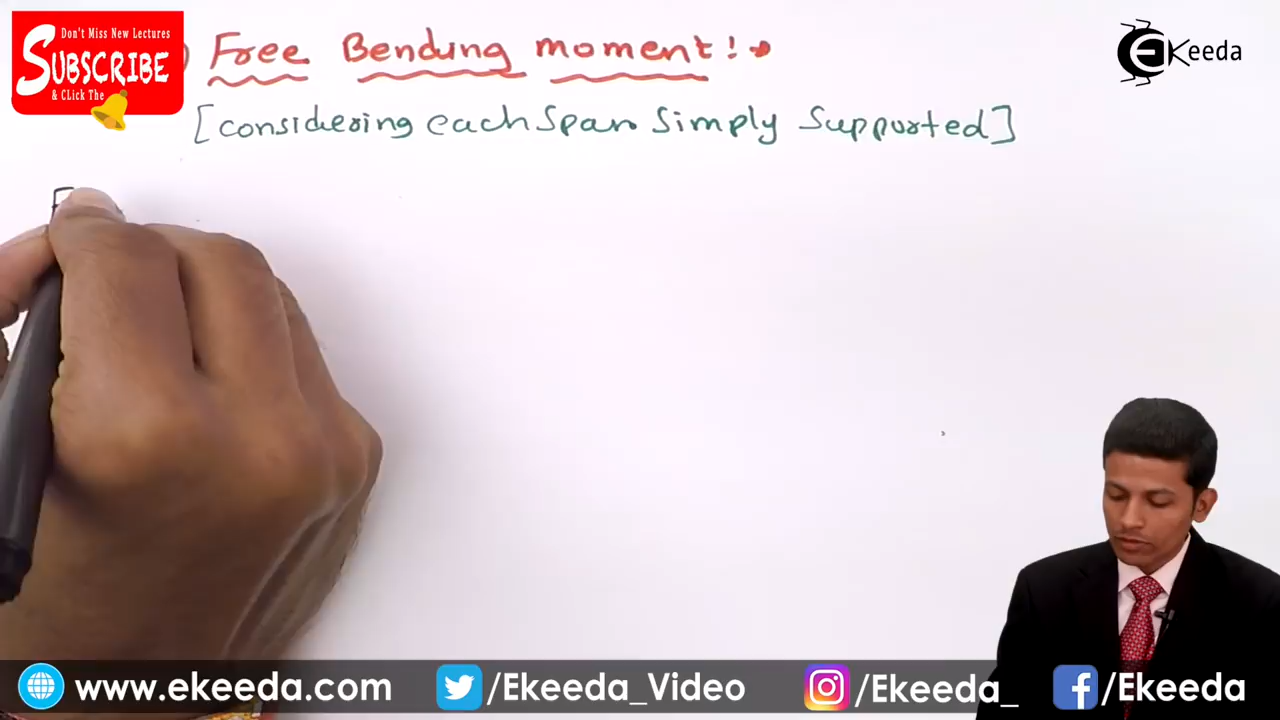 Don't Miss New Lectures
SUBSCRIBE
& CLick The
) Free Bending moment:→
[considering each Span Simply Supported]
EKeeda
www.ekeeda.com
/Ekeeda_Video
/Ekeeda_
/Ekeeda